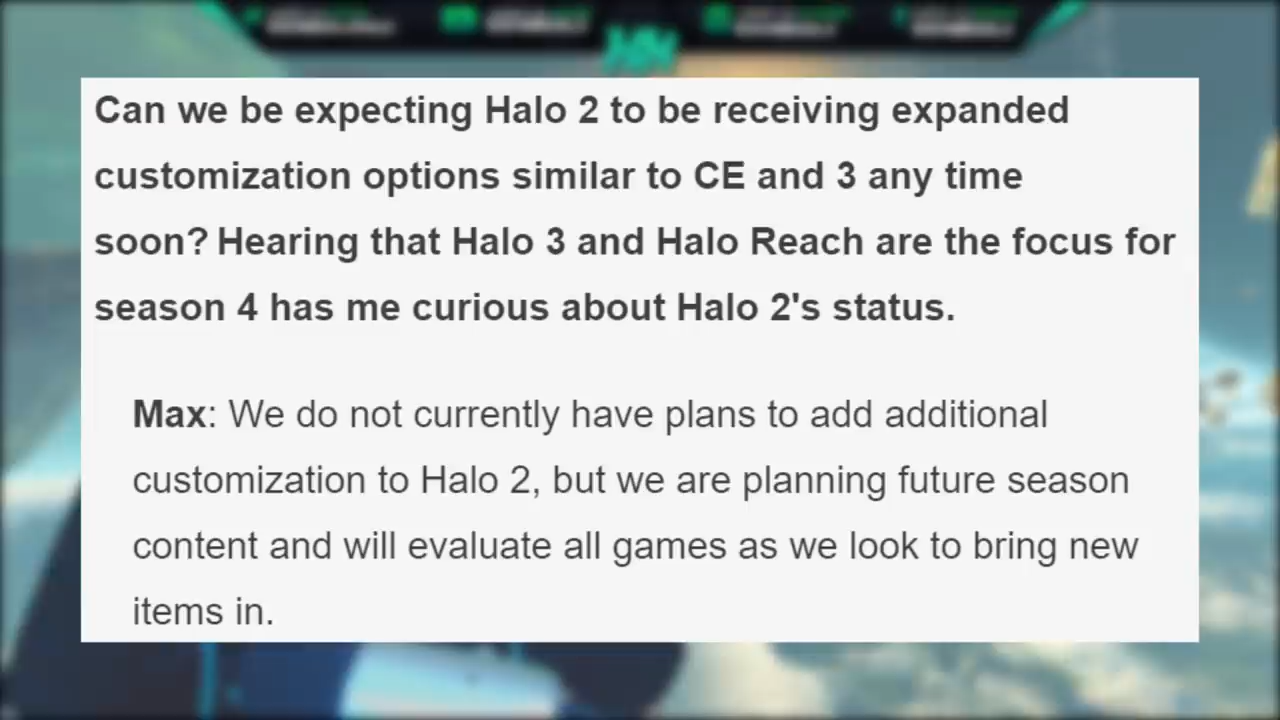 Can we be expecting Halo 2 to be receiving expanded
customization options similar to CE and 3 any time
soon? Hearing that Halo 3 and Halo Reach are the focus for
season 4 has me curious about Halo 2's status.
Max: We do not currently have plans to add additional
customization to Halo 2, but we are planning future season
content and will evaluate all games as we look to bring new
items in.